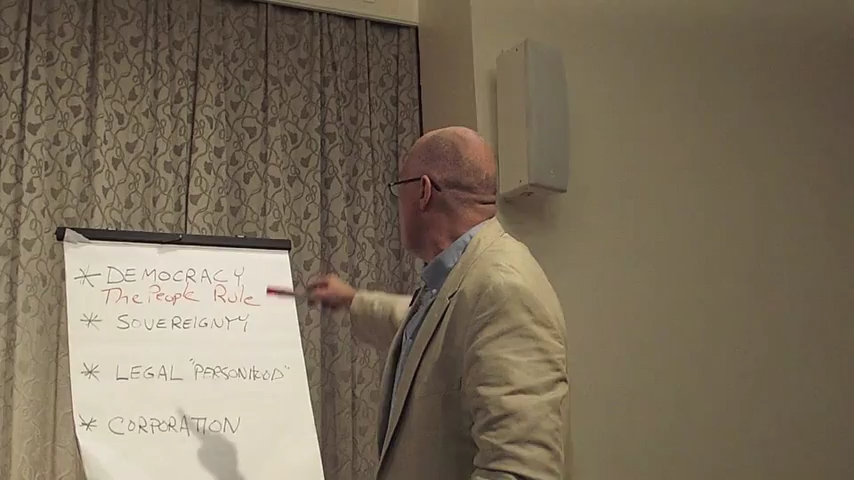 * DEMOCRACY
The People Rule
* SOVEREIGNTY
* LEGAL "PERSONHOOD"
* CORPORATION